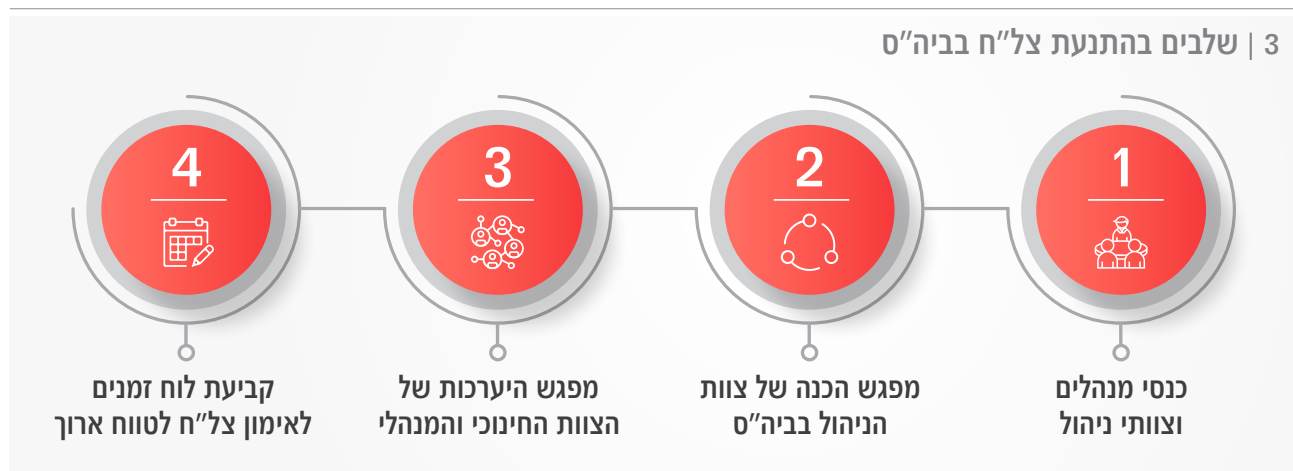 3 | שלבים בהתנעת צל״ח בביה״ס
1
כנסי מנהלים
וצוותי ניהול
2
מפגש הכנה של צוות
הניהול בביה״ס
3
מפגש היערכות של
הצוות החינוכי והמנהלי
4
קביעת לוח זמנים
לאימון צל״ח לטווח ארוך